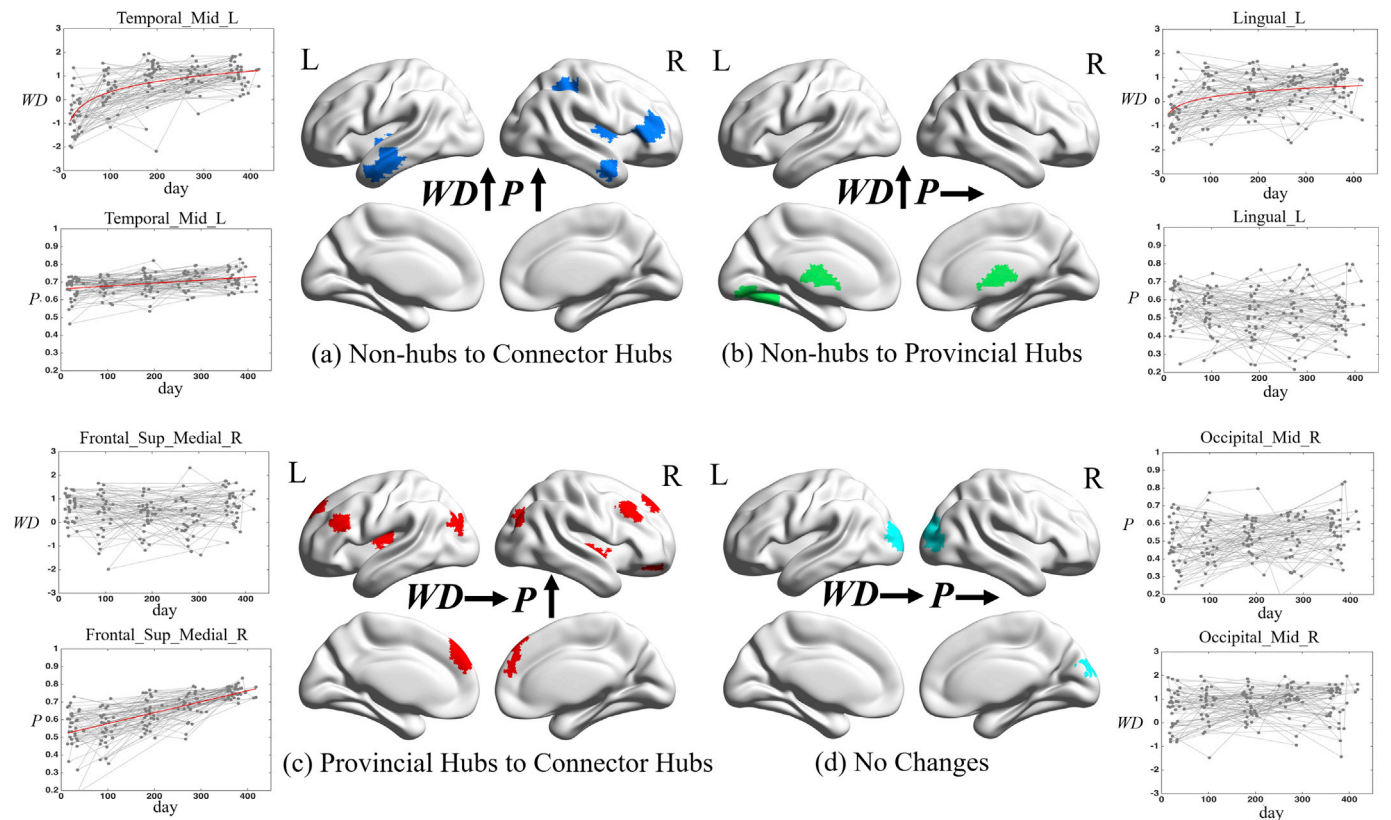 Temporal_Mid_L
3
2
1
WD
0
-1
-2
-3
0 100 200 300 400
day
Temporal_Mid_L
1
0.9
0.8
0.7
P
0.6
0.5
0.4
0.3
0.2
0 100 200 300 400
day
L
R
WD P
(a) Non-hubs to Connector Hubs
L
R
WD P
(b) Non-hubs to Provincial Hubs
Lingual_L
3
2
1
WD
0
-1
-2
-3
0 100 200 300 400
day
Lingual_L
1
0.9
0.8
0.7
P
0.6
0.5
0.4
0.3
0.2
0 100 200 300 400
day
Frontal_Sup_Medial_R
3
2
1
WD
0
-1
-2
-3
0 100 200 300 400
day
Frontal_Sup_Medial_R
1
0.9
0.8
0.7
P
0.6
0.5
0.4
0.3
0.2
0 100 200 300 400
day
L
R
WD P
(c) Provincial Hubs to Connector Hubs
L
R
WD P
(d) No Changes
Occipital_Mid_R
1
0.9
0.8
0.7
P
0.6
0.5
0.4
0.3
0.2
0 100 200 300 400
day
Occipital_Mid_R
3
2
1
WD
0
-1
-2
-3
0 100 200 300 400
day